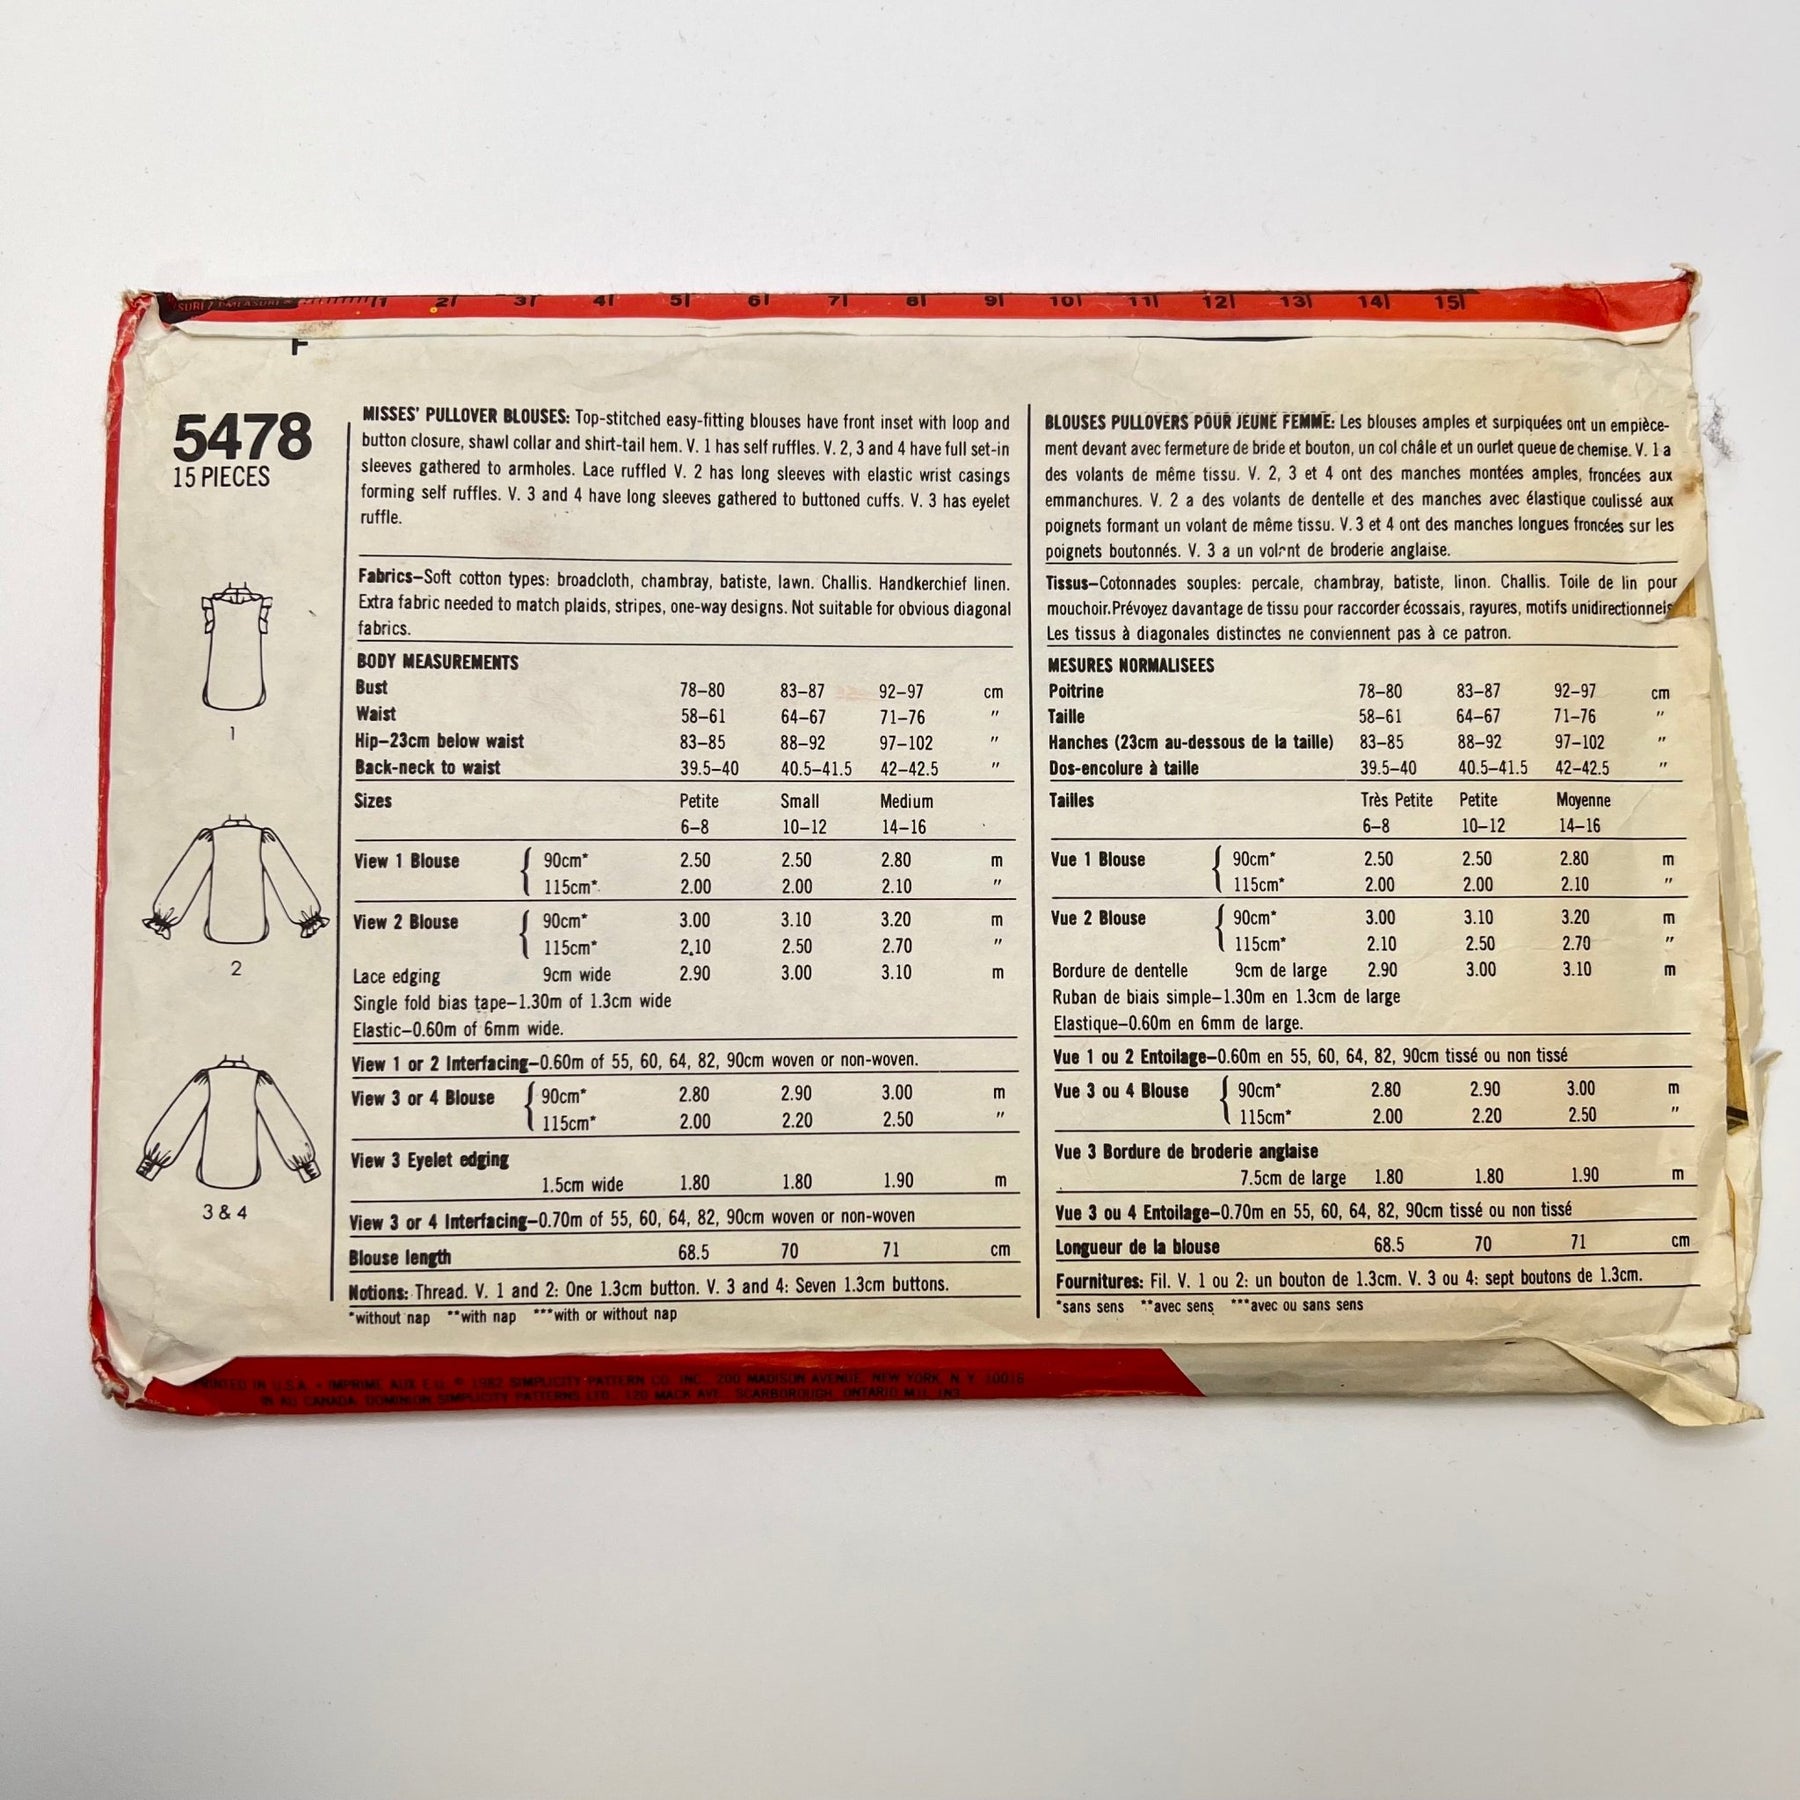 1 2 3 4 5 6 7 8 9 10 11 12 13 14 15
F
5478
15 PIECES
1
2
3 & 4
MISSES' PULLOVER BLOUSES: Top-stitched easy-fitting blouses have front inset with loop and
button closure, shawl collar and shirt-tail hem. V. 1 has self ruffles. V. 2, 3 and 4 have full set-in
sleeves gathered to armholes. Lace ruffled V. 2 has long sleeves with elastic wrist casings
forming self ruffles. V. 3 and 4 have long sleeves gathered to buttoned cuffs. V. 3 has eyelet
ruffle.
Fabrics–Soft cotton types: broadcloth, chambray, batiste, lawn. Challis. Handkerchief linen.
Extra fabric needed to match plaids, stripes, one-way designs. Not suitable for obvious diagonal
fabrics.
BODY MEASUREMENTS
Bust 78–80 83–87 92–97 cm
Waist 58–61 64–67 71–76 "
Hip–23cm below waist 83–85 88–92 97–102 "
Back-neck to waist 39.5–40 40.5–41.5 42–42.5 "
Sizes Petite Small Medium
6–8 10–12 14–16
View 1 Blouse { 90cm* 2.50 2.50 2.80 m
115cm* 2.00 2.00 2.10 "
View 2 Blouse { 90cm* 3.00 3.10 3.20 m
115cm* 2.10 2.50 2.70 "
Lace edging 9cm wide 2.90 3.00 3.10 m
Single fold bias tape–1.30m of 1.3cm wide
Elastic–0.60m of 6mm wide.
View 1 or 2 Interfacing–0.60m of 55, 60, 64, 82, 90cm woven or non-woven.
View 3 or 4 Blouse { 90cm* 2.80 2.90 3.00 m
115cm* 2.00 2.20 2.50 "
View 3 Eyelet edging
1.5cm wide 1.80 1.80 1.90 m
View 3 or 4 Interfacing–0.70m of 55, 60, 64, 82, 90cm woven or non-woven
Blouse length 68.5 70 71 cm
Notions: Thread. V. 1 and 2: One 1.3cm button. V. 3 and 4: Seven 1.3cm buttons.
*without nap **with nap ***with or without nap
BLOUSES PULLOVERS POUR JEUNE FEMME: Les blouses amples et surpiquées ont un empièce-
ment devant avec fermeture de bride et bouton, un col châle et un ourlet queue de chemise. V. 1 a
des volants de même tissu. V. 2, 3 et 4 ont des manches montées amples, froncées aux
emmanchures. V. 2 a des volants de dentelle et des manches avec élastique coulissé aux
poignets formant un volant de même tissu. V. 3 et 4 ont des manches longues froncées sur les
poignets boutonnés. V. 3 a un volant de broderie anglaise.
Tissus–Cotonnades souples: percale, chambray, batiste, linon. Challis. Toile de lin pour
mouchoir.Prévoyez davantage de tissu pour raccorder écossais, rayures, motifs unidirectionnels
Les tissus à diagonales distinctes ne conviennent pas à ce patron.
MESURES NORMALISEES
Poitrine 78–80 83–87 92–97 cm
Taille 58–61 64–67 71–76 "
Hanches (23cm au-dessous de la taille) 83–85 88–92 97–102 "
Dos-encolure à taille 39.5–40 40.5–41.5 42–42.5 "
Tailles Très Petite Petite Moyenne
6–8 10–12 14–16
Vue 1 Blouse { 90cm* 2.50 2.50 2.80 m
115cm* 2.00 2.00 2.10 "
Vue 2 Blouse { 90cm* 3.00 3.10 3.20 m
115cm* 2.10 2.50 2.70 "
Bordure de dentelle 9cm de large 2.90 3.00 3.10 m
Ruban de biais simple–1.30m en 1.3cm de large
Elastique–0.60m en 6mm de large.
Vue 1 ou 2 Entoilage–0.60m en 55, 60, 64, 82, 90cm tissé ou non tissé
Vue 3 ou 4 Blouse { 90cm* 2.80 2.90 3.00 m
115cm* 2.00 2.20 2.50 "
Vue 3 Bordure de broderie anglaise
7.5cm de large 1.80 1.80 1.90 m
Vue 3 ou 4 Entoilage–0.70m en 55, 60, 64, 82, 90cm tissé ou non tissé
Longueur de la blouse 68.5 70 71 cm
Fournitures: Fil. V. 1 ou 2: un bouton de 1.3cm. V. 3 ou 4: sept boutons de 1.3cm.
*sans sens **avec sens ***avec ou sans sens
PRINTED IN U.S.A. • IMPRIME AUX E.U. © 1982 SIMPLICITY PATTERN CO. INC. 200 MADISON AVENUE, NEW YORK, N.Y. 10016
IN AU CANADA, DOMINION SIMPLICITY PATTERNS LTD. 120 MACK AVE. SCARBOROUGH, ONTARIO M1L 1N3